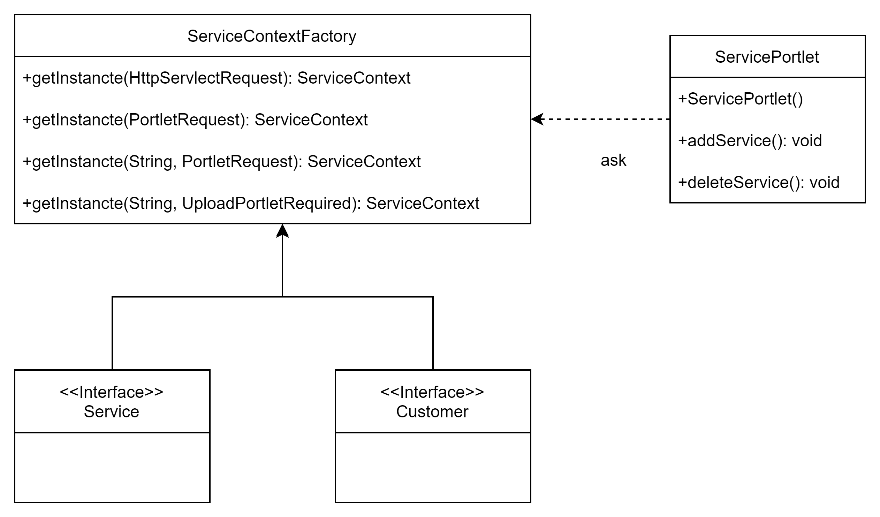 ServiceContextFactory
+getInstancte(HttpServlectRequest): ServiceContext
+getInstancte(PortletRequest): ServiceContext
+getInstancte(String, PortletRequest): ServiceContext
+getInstancte(String, UploadPortletRequired): ServiceContext
ServicePortlet
+ServicePortlet()
+addService(): void
+deleteService(): void
ask
<<Interface>>
Service
<<Interface>>
Customer